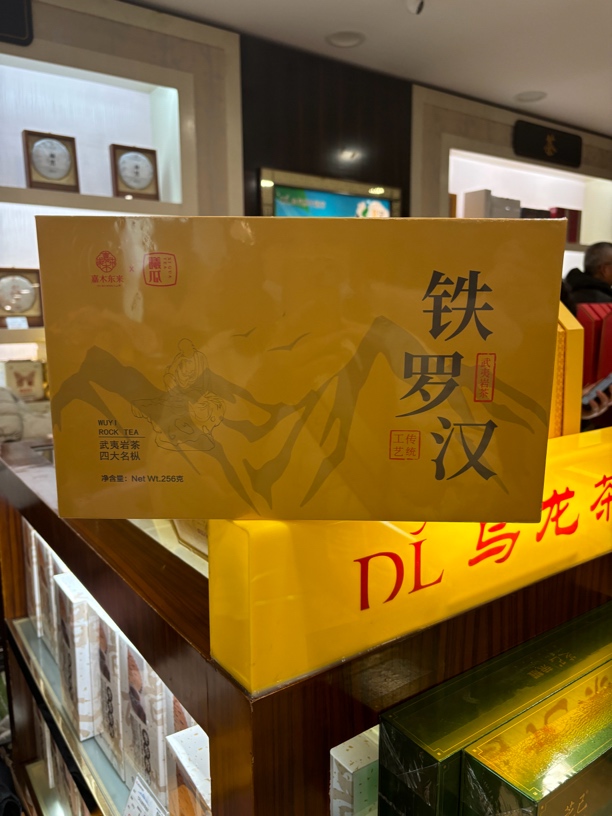 茶
铁罗汉
武夷岩茶
传统工艺
WUYI
ROCK TEA
武夷岩茶
四大名枞
净含量: Net Wt.256克
DL 乌龙茶